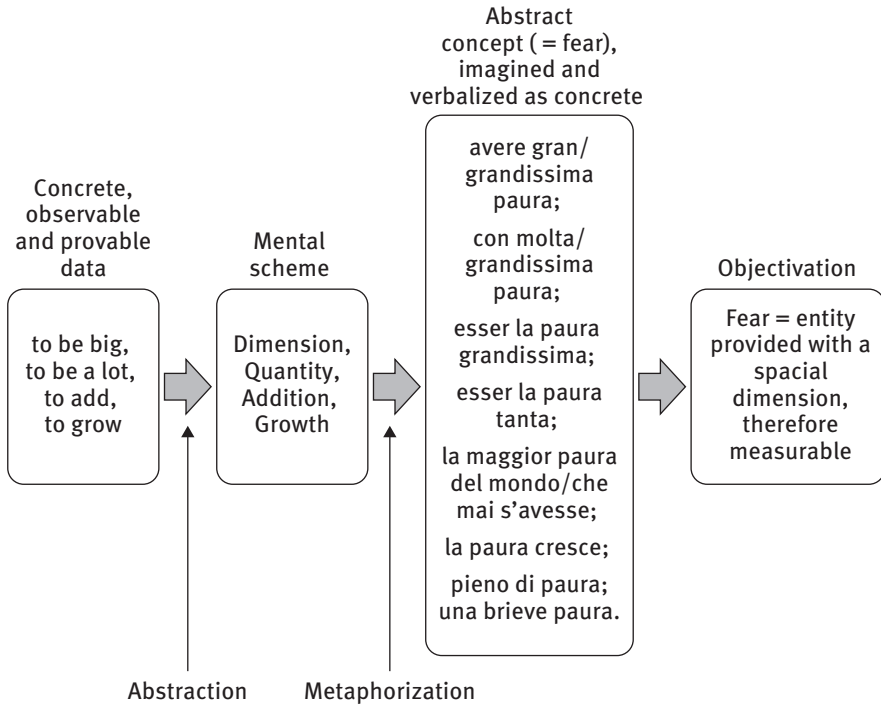 Abstract
concept ( = fear),
imagined and
verbalized as concrete
Concrete,
observable
and provable
data
Mental
scheme
Objectivation
to be big,
to be a lot,
to add,
to grow
Dimension,
Quantity,
Addition,
Growth
avere gran/
grandissima
paura;
con molta/
grandissima
paura;
esser la paura
grandissima;
esser la paura
tanta;
la maggior paura
del mondo/che
mai s'avesse;
la paura cresce;
pieno di paura;
una brieve paura.
Fear = entity
provided with a
spacial
dimension,
therefore
measurable
Abstraction
Metaphorization